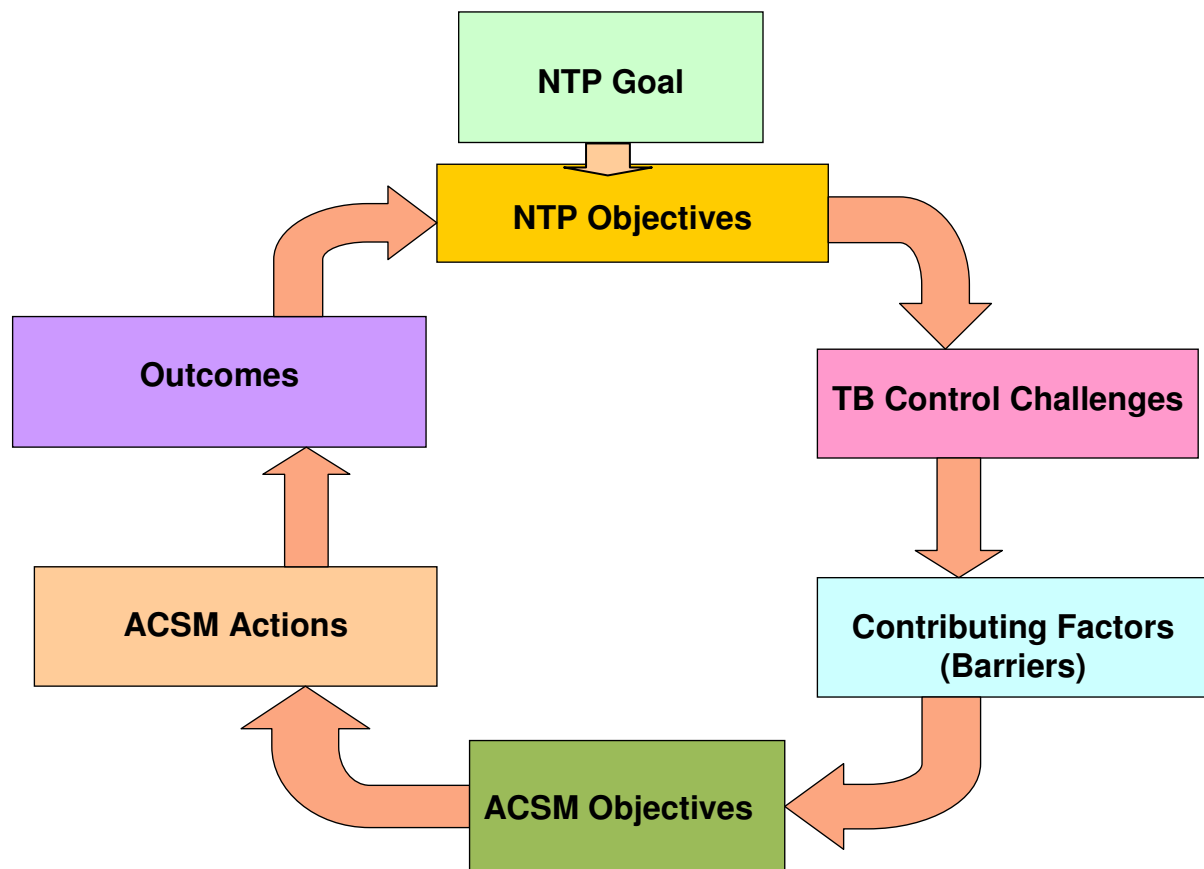 NTP Goal
NTP Objectives
TB Control Challenges
Contributing Factors
(Barriers)
ACSM Objectives
ACSM Actions
Outcomes